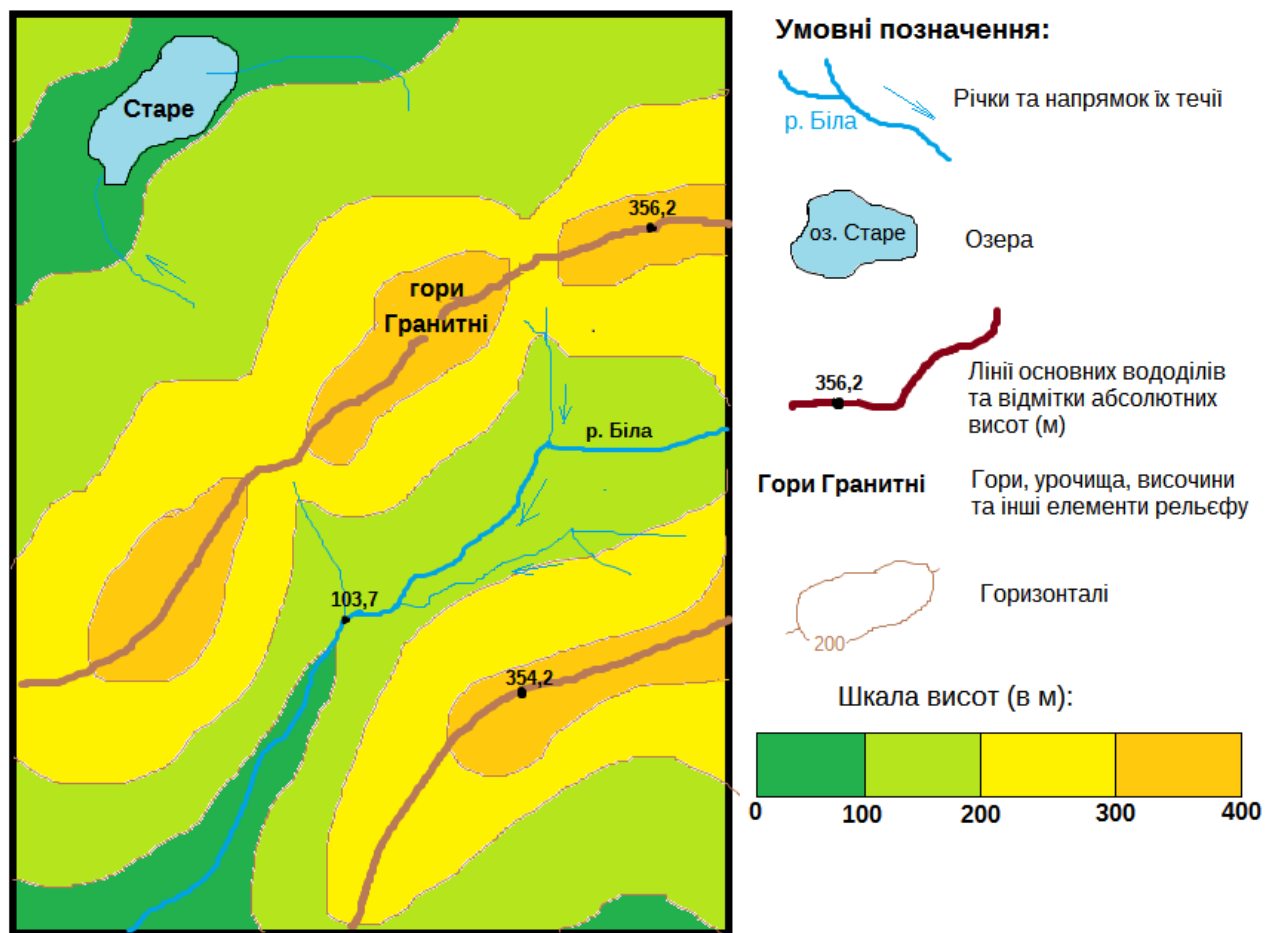 Старе
356,2
гори
Гранитні
р. Біла
103,7
354,2
Умовні позначення:
р. Біла
Річки та напрямок їх течії
оз. Старе
Озера
356,2
Лінії основних вододілів
та відмітки абсолютних
висот (м)
Гори Гранитні
Гори, урочища, височини
та інші елементи рельєфу
200
Горизонталі
Шкала висот (в м):
0 100 200 300 400